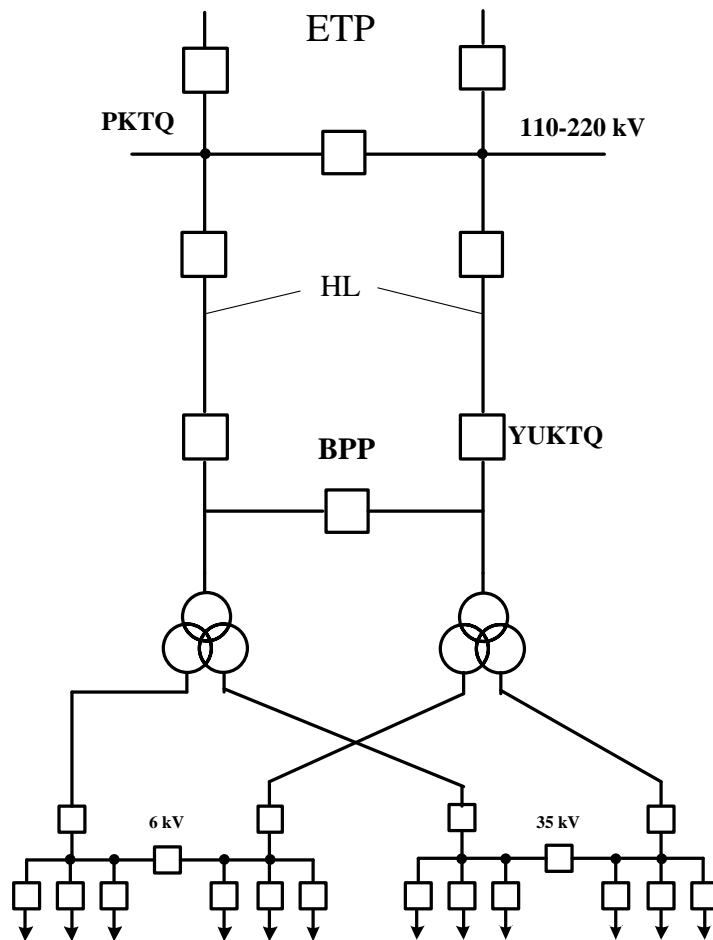 ETP
PKTQ
110-220 kV
HL
YUKTQ
BPP
6 kV
35 kV